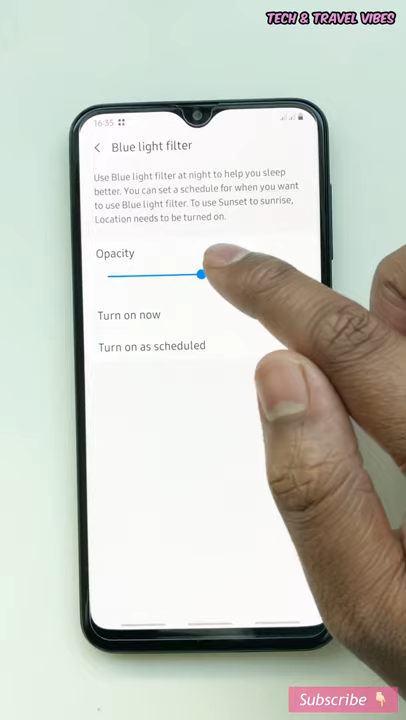 TECH & TRAVEL VIBES
16:35
Blue light filter
Use Blue light filter at night to help you sleep
better. You can set a schedule for when you want
to use Blue light filter. To use Sunset to sunrise,
Location needs to be turned on.
Opacity
Turn on now
Turn on as scheduled
Subscribe